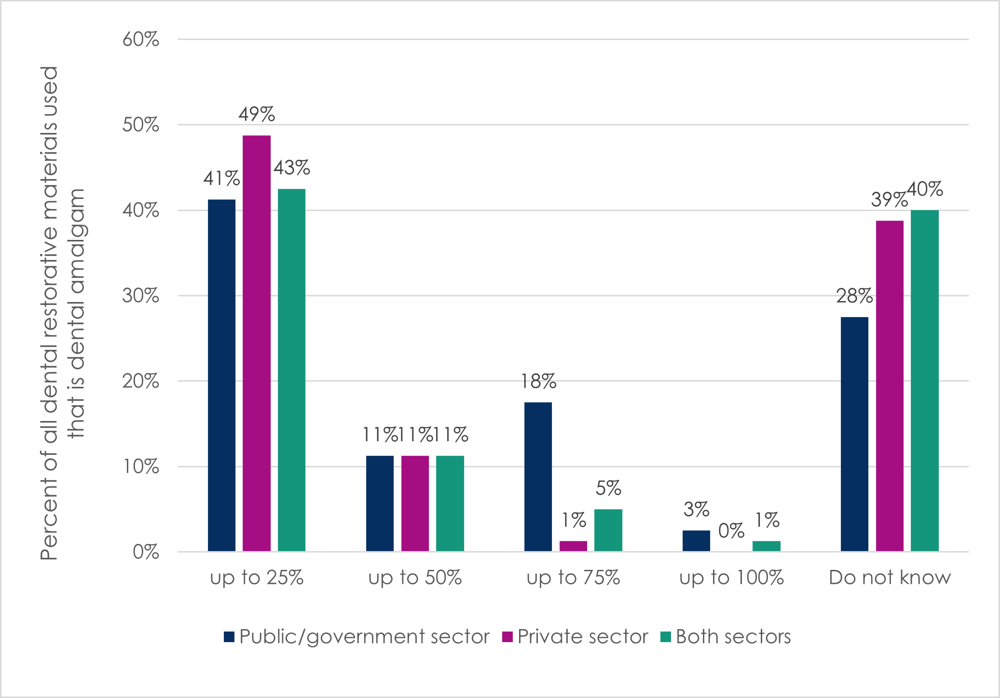 Percent of all dental restorative materials used
that is dental amalgam
60%
50%
40%
30%
20%
10%
0%
41%
49%
43%
11%
11%
11%
18%
1%
5%
3%
0%
1%
28%
39%
40%
up to 25%
up to 50%
up to 75%
up to 100%
Do not know
Public/government sector
Private sector
Both sectors